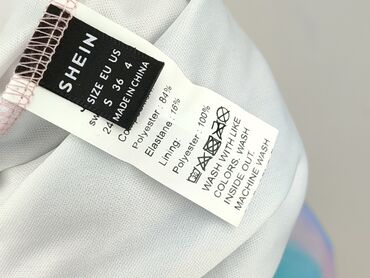 SHEIN
SIZE EU US
S 36 4
MADE IN CHINA
Polyester : 84%
Elastane : 16%
Lining:
Polyester : 100%
WASH WITH LIKE
COLORS. WASH
INSIDE OUT.
MACHINE WASH